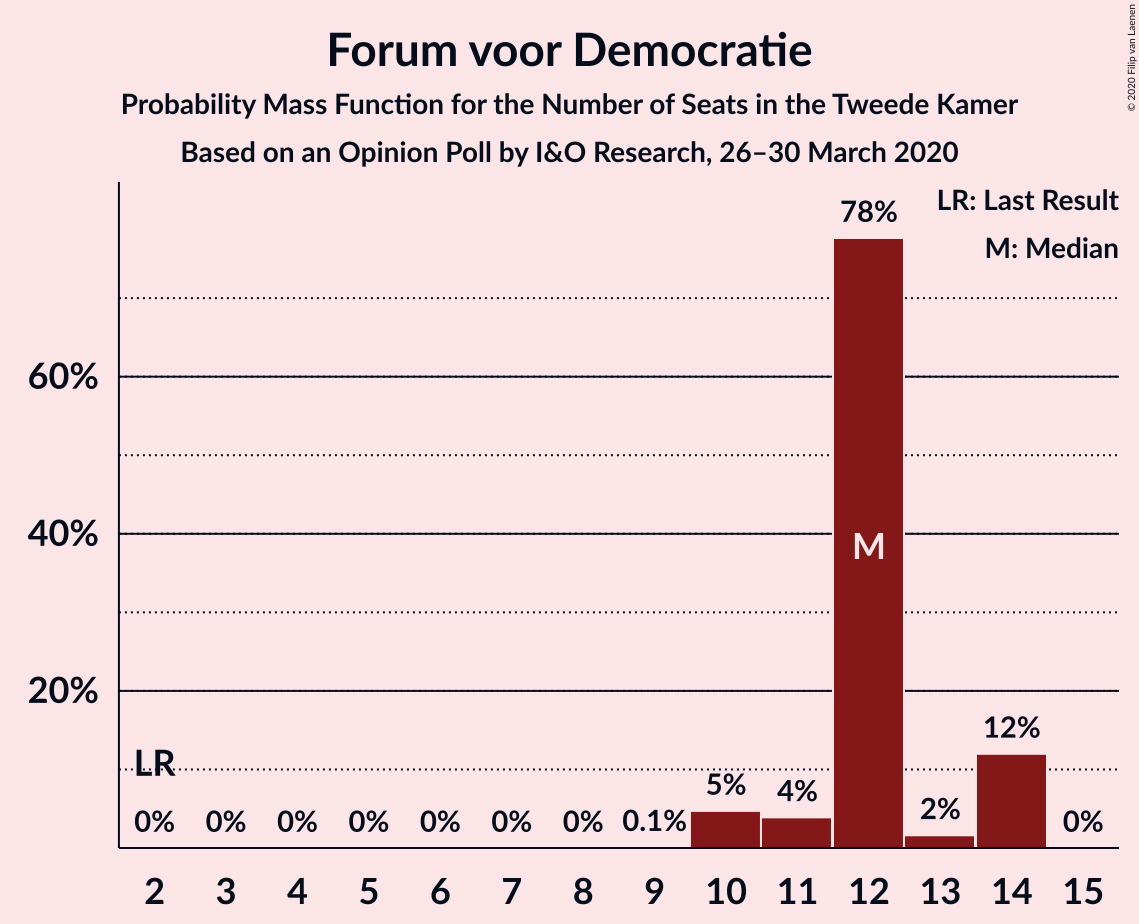 Forum voor Democratie
Probability Mass Function for the Number of Seats in the Tweede Kamer
Based on an Opinion Poll by I&O Research, 26–30 March 2020
© 2020 Filip van Laenen
LR: Last Result
M: Median
78%
60%
40%
M
20%
12%
LR
5%
4%
2%
0% 0% 0% 0% 0% 0% 0% 0.1% 0%
2 3 4 5 6 7 8 9 10 11 12 13 14 15